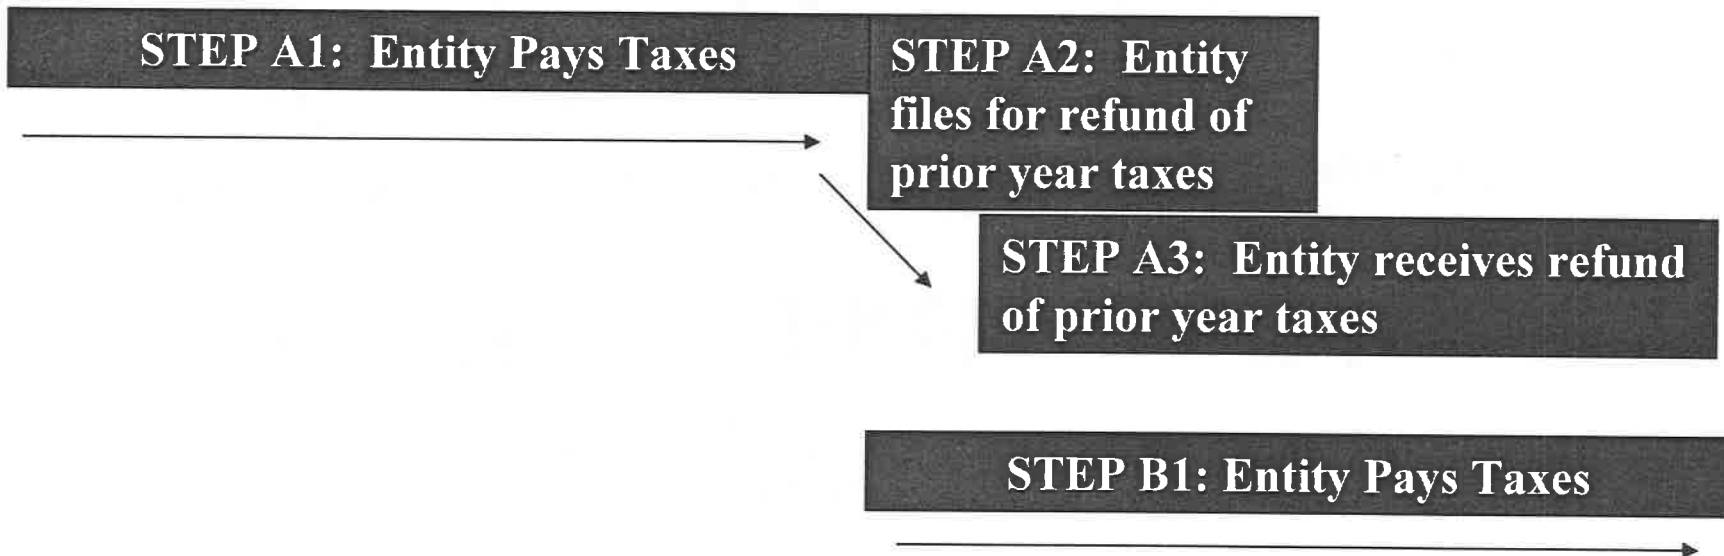 STEP A1: Entity Pays Taxes
STEP A2: Entity
files for refund of
prior year taxes
STEP A3: Entity receives refund
of prior year taxes
STEP B1: Entity Pays Taxes